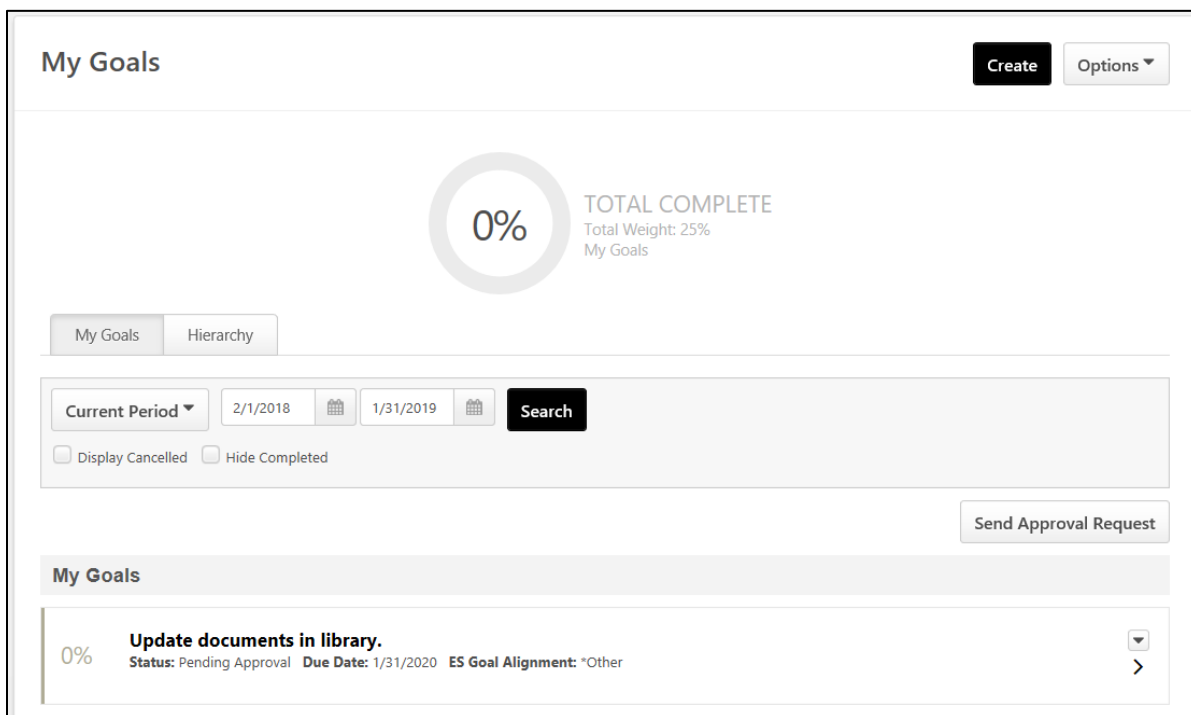 My Goals
Create
Options
0%
TOTAL COMPLETE
Total Weight: 25%
My Goals
My Goals
Hierarchy
Current Period
2/1/2018
1/31/2019
Search
Display Cancelled
Hide Completed
Send Approval Request
My Goals
0%
Update documents in library.
Status: Pending Approval Due Date: 1/31/2020 ES Goal Alignment: *Other